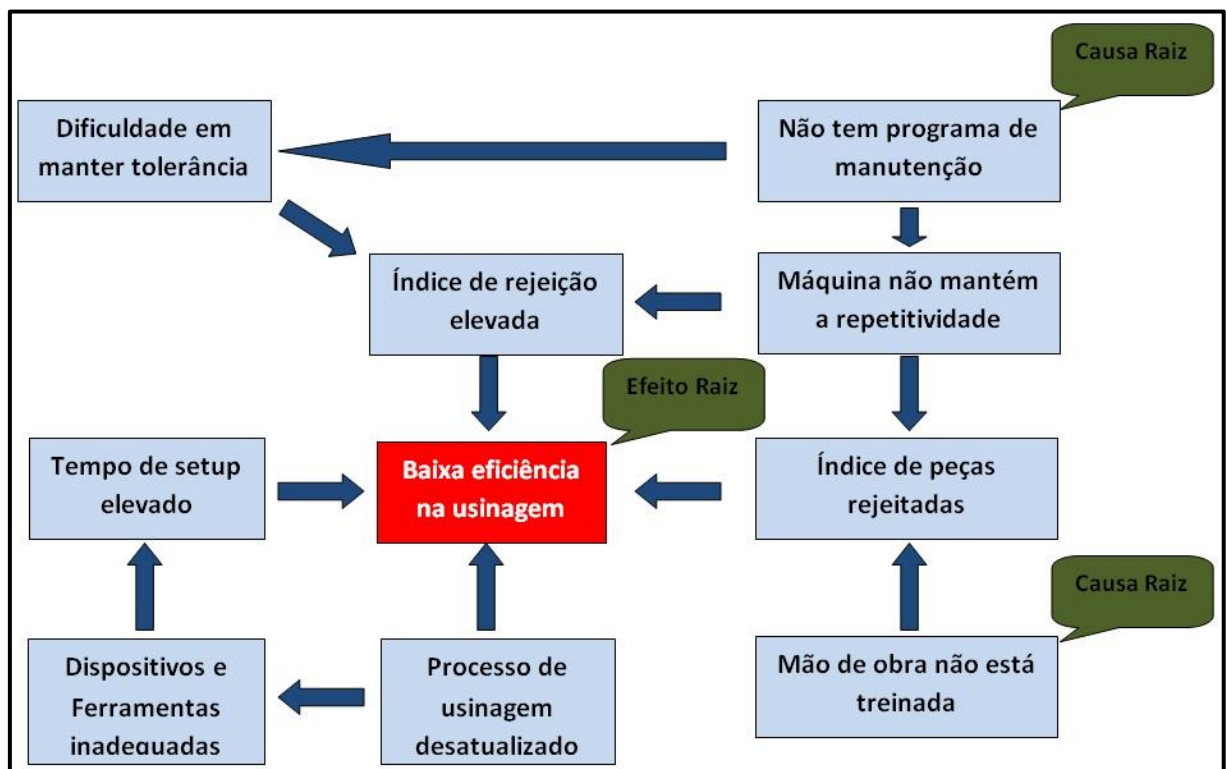 Causa Raiz
Dificuldade em
manter tolerância
Não tem programa de
manutenção
Índice de rejeição
elevada
Máquina não mantém
a repetitividade
Efeito Raiz
Tempo de setup
elevado
Baixa eficiência
na usinagem
Índice de peças
rejeitadas
Causa Raiz
Dispositivos e
Ferramentas
inadequadas
Processo de
usinagem
desatualizado
Mão de obra não está
treinada